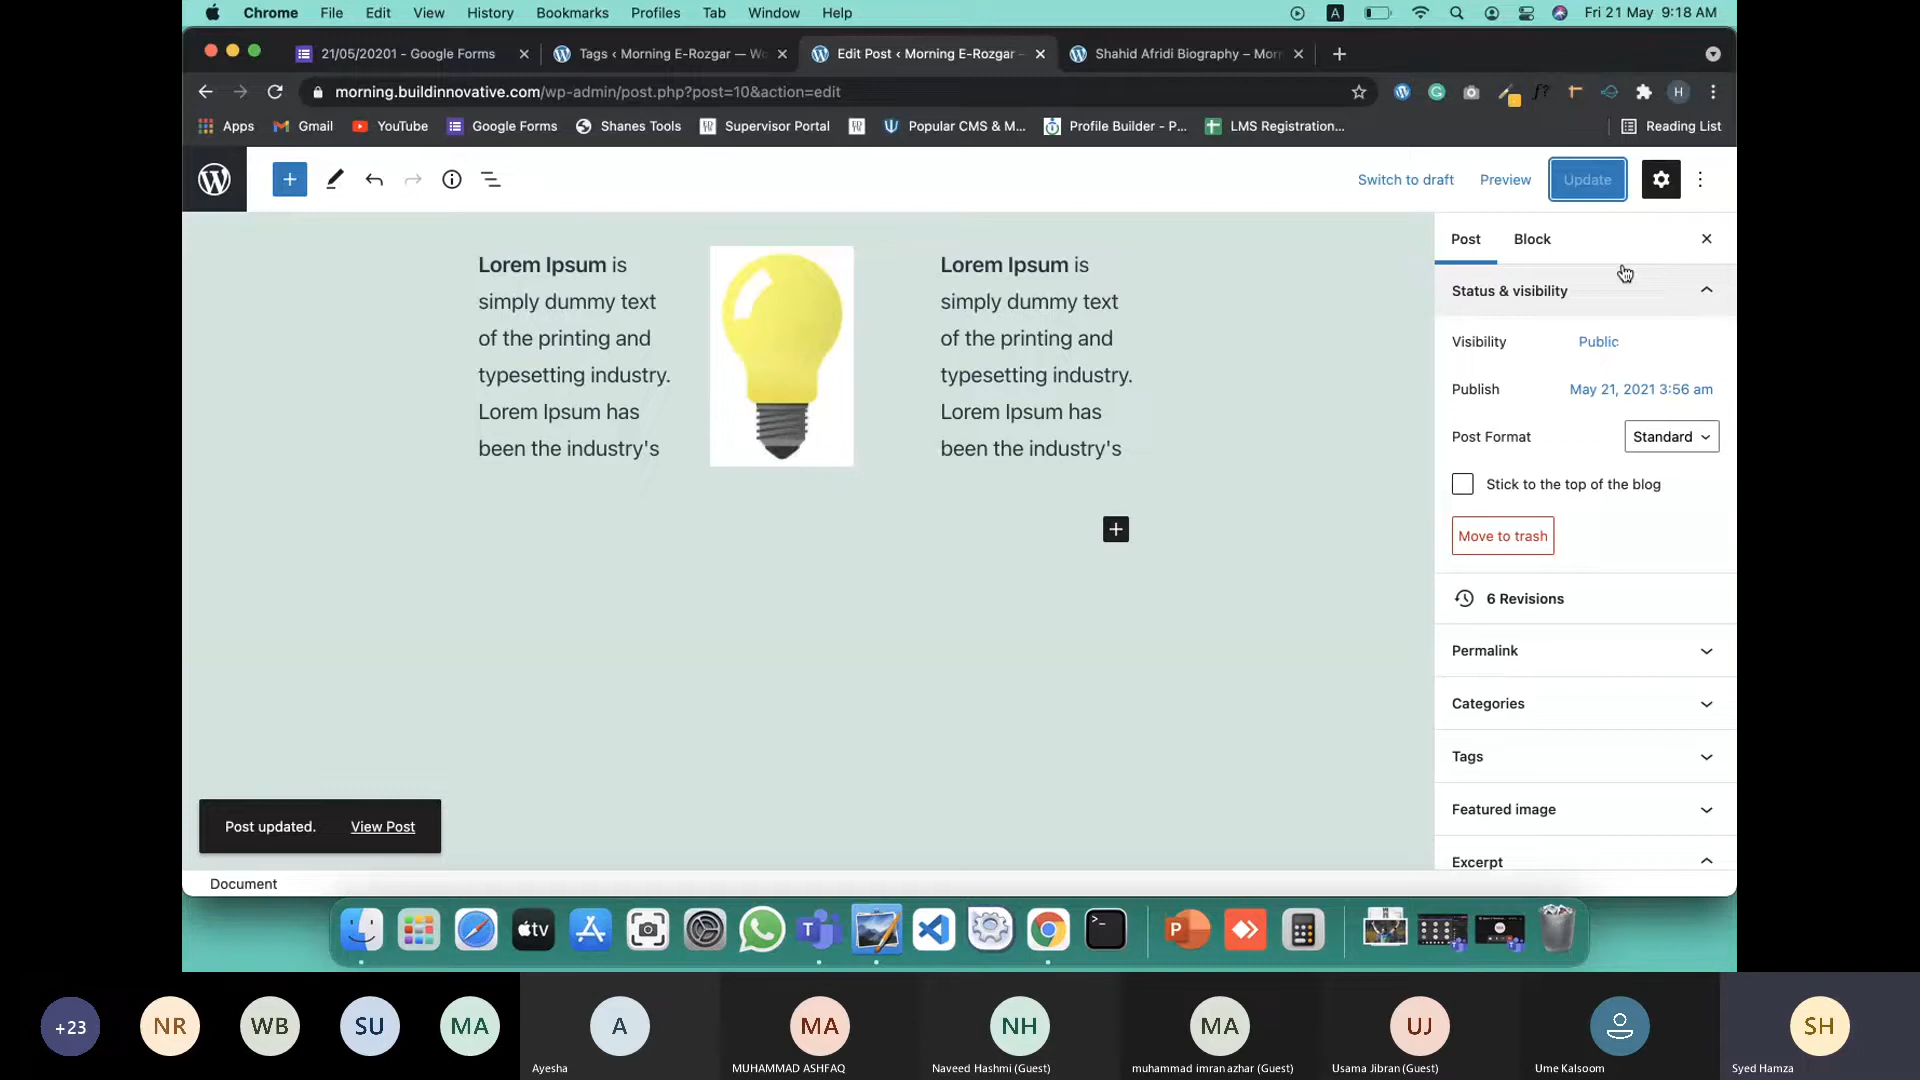 Chrome File Edit View History Bookmarks Profiles Tab Window Help A Fri 21 May 9:18 AM
21/05/20201 - Google Forms Tags ‹ Morning E-Rozgar — Wo Edit Post ‹ Morning E-Rozgar - Shahid Afridi Biography – Mor
morning.buildinnovative.com/wp-admin/post.php?post=10&action=edit f? H
Apps Gmail YouTube Google Forms Shanes Tools Supervisor Portal Popular CMS & M... Profile Builder - P... LMS Registration... Reading List
Switch to draft Preview Update
Post Block
Status & visibility
Visibility Public
Publish May 21, 2021 3:56 am
Post Format Standard
Stick to the top of the blog
Move to trash
6 Revisions
Permalink
Categories
Tags
Featured image
Excerpt
Lorem Ipsum is
simply dummy text
of the printing and
typesetting industry.
Lorem Ipsum has
been the industry's
Lorem Ipsum is
simply dummy text
of the printing and
typesetting industry.
Lorem Ipsum has
been the industry's
Post updated. View Post
Document
tv
+23 NR WB SU MA A MA NH MA UJ SH
Ayesha MUHAMMAD ASHFAQ Naveed Hashmi (Guest) muhammad imran azhar (Guest) Usama Jibran (Guest) Ume Kalsoom Syed Hamza